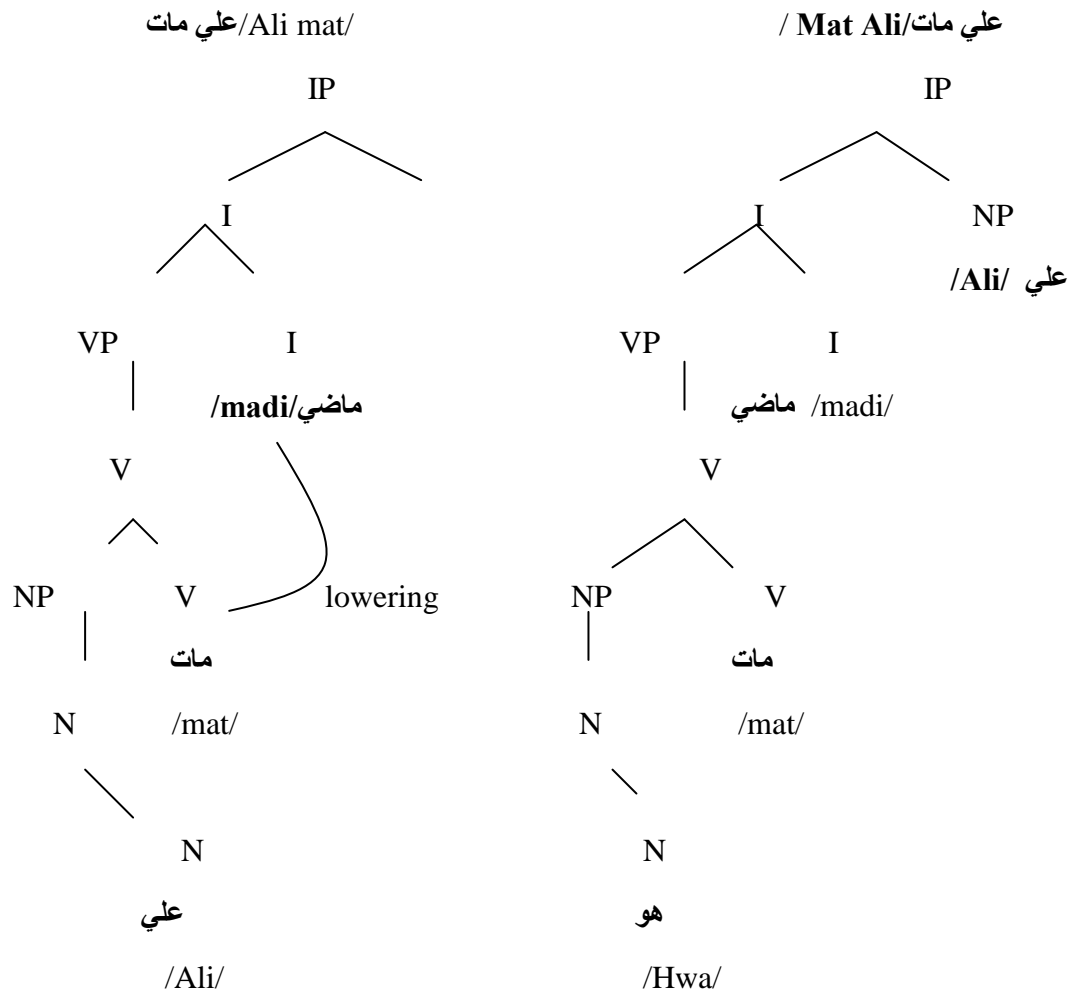 علي مات/Ali mat/ / Mat Ali/علي مات
IP IP
I I NP
/Ali/ علي
VP I VP I
/madi/ماضي ماضي /madi/
V V
NP V lowering NP V
مات مات
N /mat/ N /mat/
N N
علي هو
/Ali/ /Hwa/